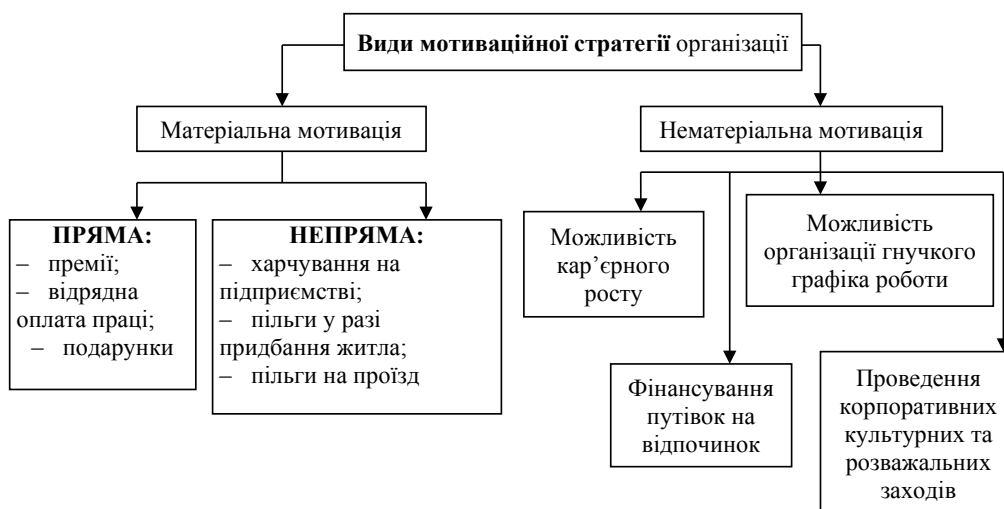 Види мотиваційної стратегії організації
Матеріальна мотивація
Нематеріальна мотивація
ПРЯМА:
– премії;
– відрядна
оплата праці;
– подарунки
НЕПРЯМА:
– харчування на
підприємстві;
– пільги у разі
придбання житла;
– пільги на проїзд
Можливість
кар’єрного
росту
Можливість
організації гнучкого
графіка роботи
Фінансування
путівок на
відпочинок
Проведення
корпоративних
культурних та
розважальних
заходів